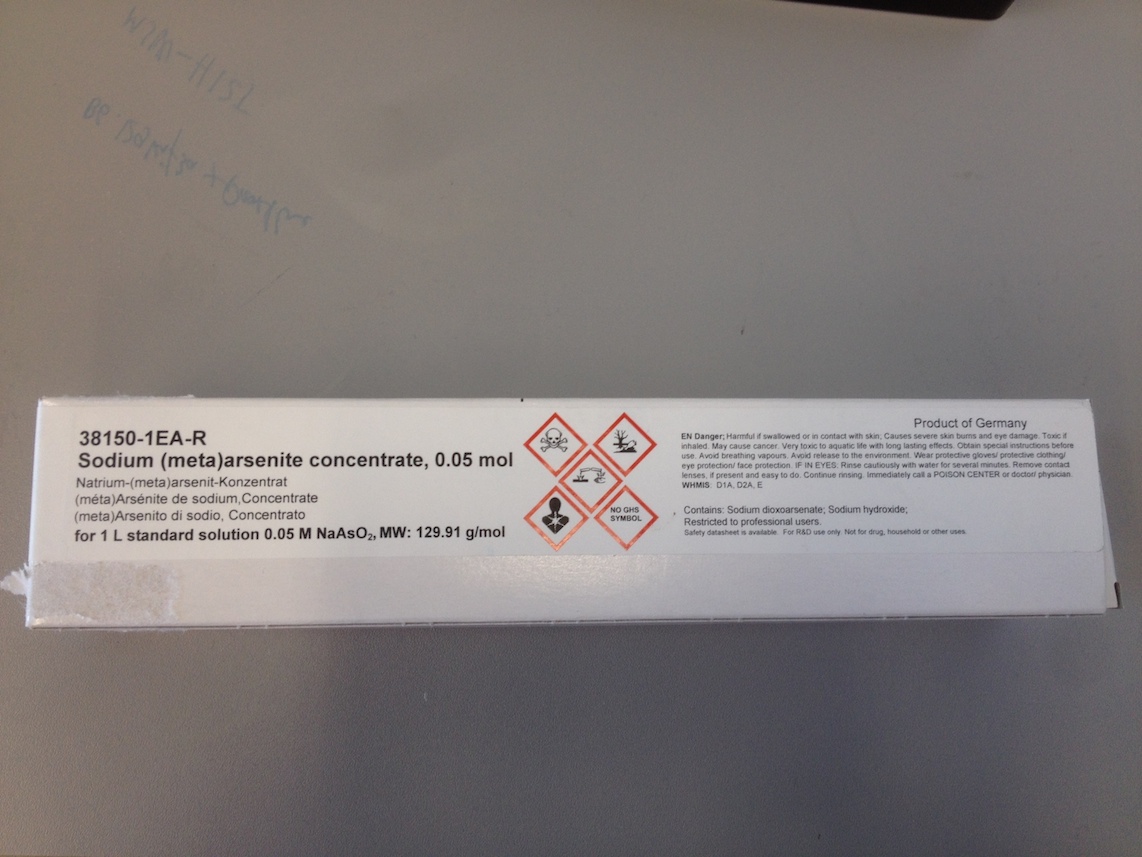 38150-1EA-R
Sodium (meta)arsenite concentrate, 0.05 mol
Natrium-(meta)arsenit-Konzentrat
(méta)Arsénite de sodium,Concentrate
(meta)Arsenito di sodio, Concentrato
for 1 L standard solution 0.05 M NaAsO₂, MW: 129.91 g/mol
NO GHS
SYMBOL
Product of Germany
EN Danger; Harmful if swallowed or in contact with skin; Causes severe skin burns and eye damage. Toxic if
inhaled. May cause cancer. Very toxic to aquatic life with long lasting effects. Obtain special instructions before
use. Avoid breathing vapours. Avoid release to the environment. Wear protective gloves/ protective clothing/
eye protection/ face protection. IF IN EYES: Rinse cautiously with water for several minutes. Remove contact
lenses, if present and easy to do. Continue rinsing. Immediately call a POISON CENTER or doctor/ physician.
WHMIS: D1A, D2A, E
Contains: Sodium dioxoarsenate; Sodium hydroxide;
Restricted to professional users.
Safety datasheet is available. For R&D use only. Not for drug, household or other uses.